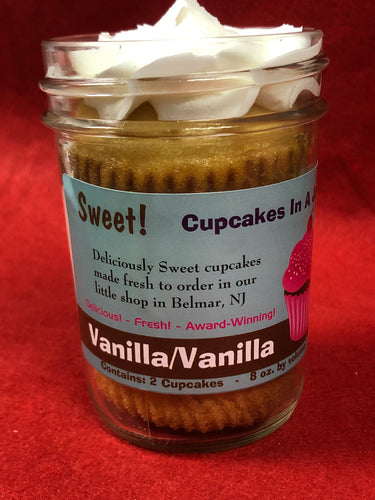 Sweet!
Cupcakes In A
Deliciously Sweet cupcakes
made fresh to order in our
little shop in Belmar, NJ
Delicious! - Fresh! - Award-Winning!
Vanilla/Vanilla
Contains: 2 Cupcakes - 8 oz. by volume